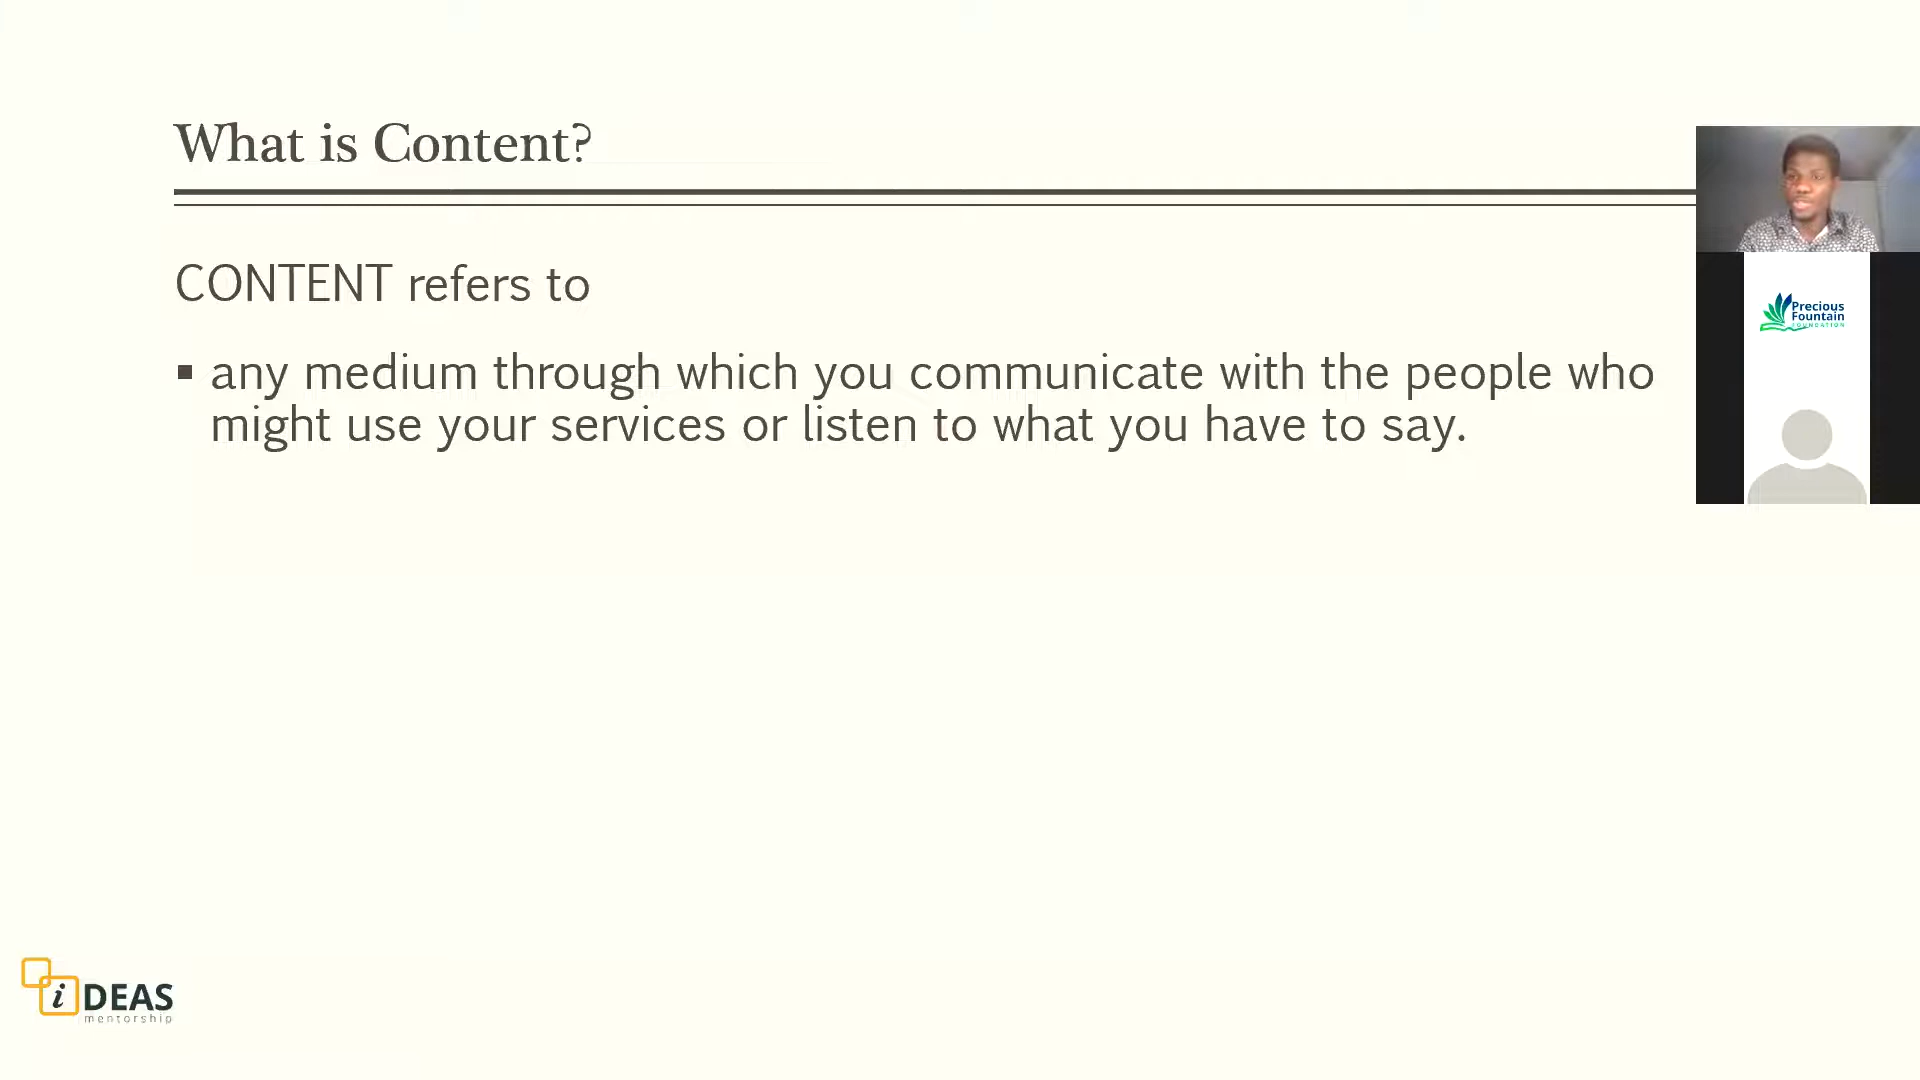 What is Content?
CONTENT refers to
▪ any medium through which you communicate with the people who
might use your services or listen to what you have to say.
Precious
Fountain
FOUNDATION
iDEAS
mentorship